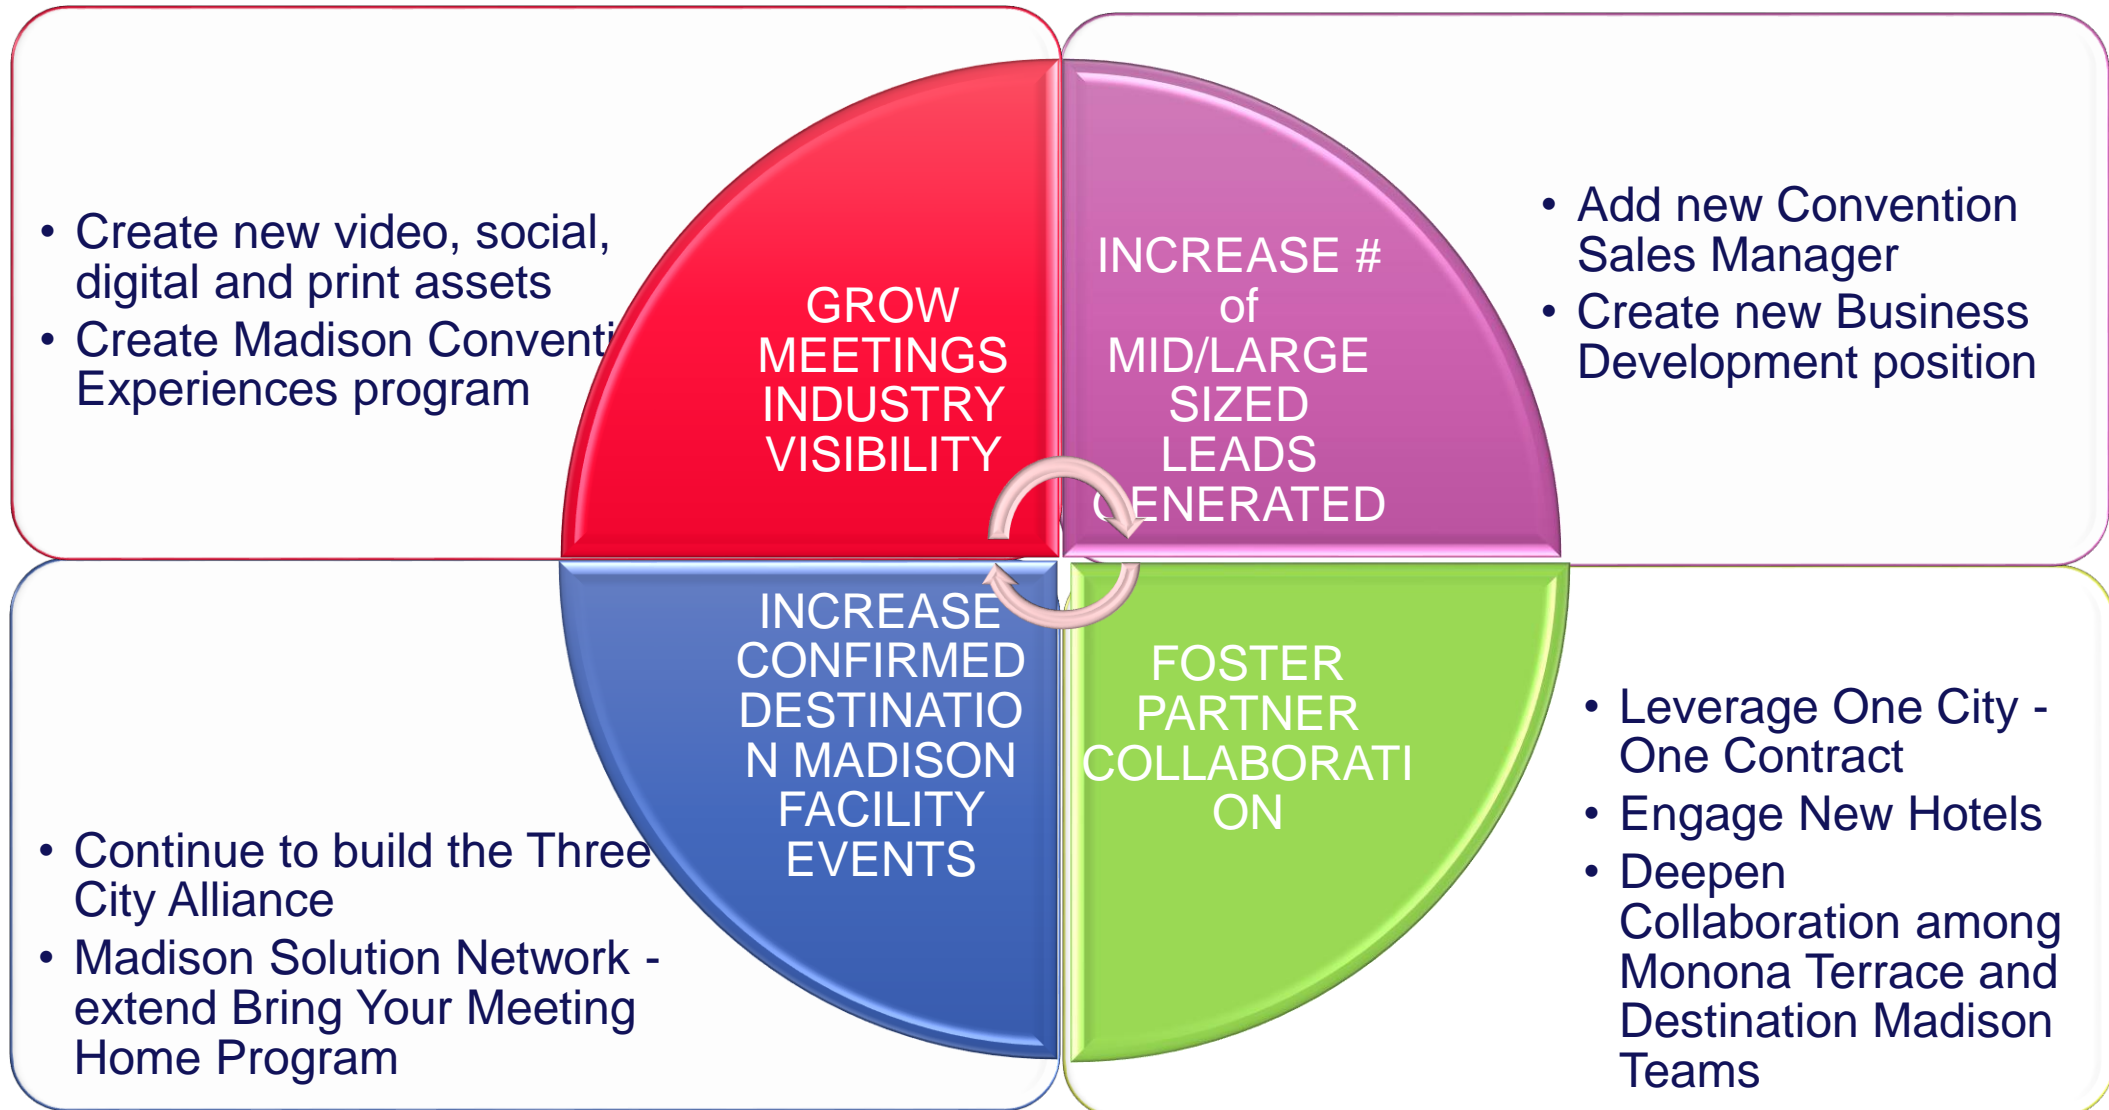 • Create new video, social,
digital and print assets
• Create Madison Conventi
Experiences program
GROW
MEETINGS
INDUSTRY
VISIBILITY
INCREASE #
of
MID/LARGE
SIZED
LEADS
GENERATED
• Add new Convention
Sales Manager
• Create new Business
Development position
• Continue to build the Three
City Alliance
• Madison Solution Network -
extend Bring Your Meeting
Home Program
INCREASE
CONFIRMED
DESTINATIO
N MADISON
FACILITY
EVENTS
FOSTER
PARTNER
COLLABORATI
ON
• Leverage One City -
One Contract
• Engage New Hotels
• Deepen
Collaboration among
Monona Terrace and
Destination Madison
Teams